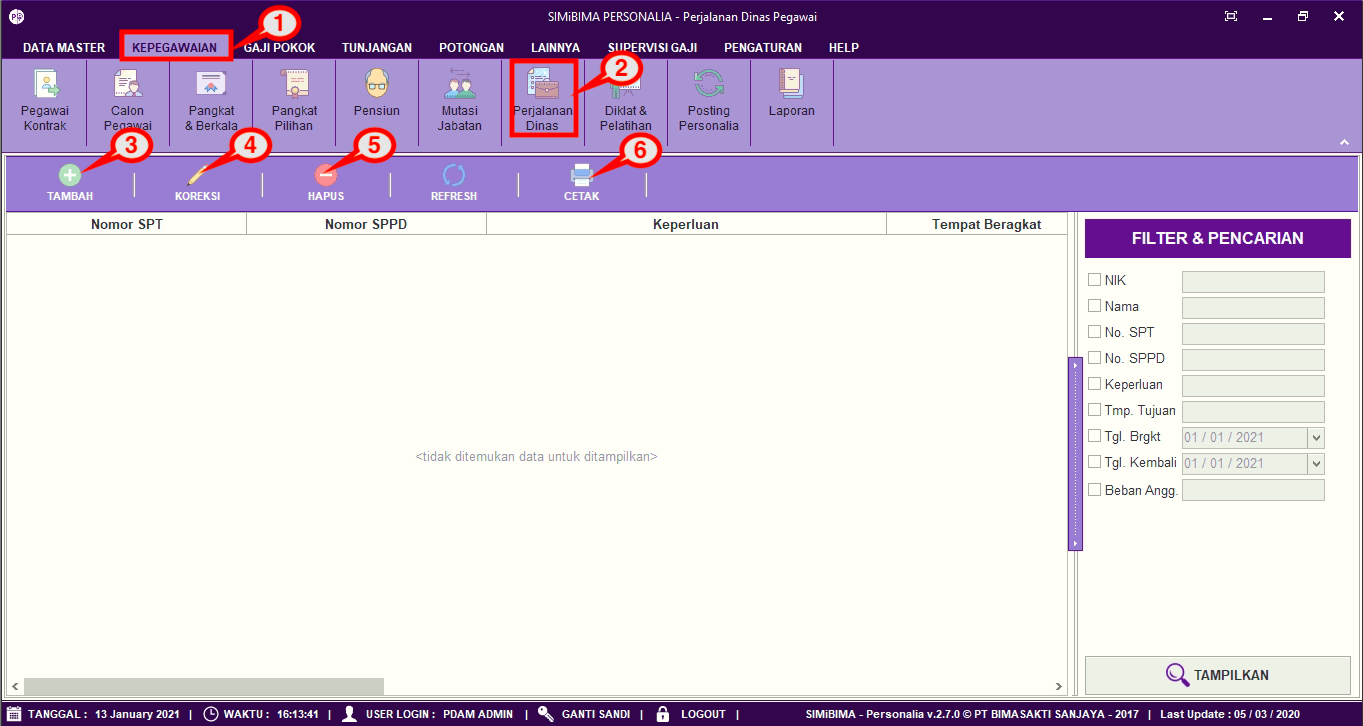 SIMiBIMA PERSONALIA - Perjalanan Dinas Pegawai
1
DATA MASTER KEPEGAWAIAN GAJI POKOK TUNJANGAN POTONGAN LAINNYA SUPERVISI GAJI PENGATURAN HELP
2
Pegawai Kontrak
Calon Pegawai
Pangkat & Berkala
Pangkat Pilihan
Pensiun
Mutasi Jabatan
Perjalanan Dinas
Diklat & Pelatihan
Posting Personalia
Laporan
3 4 5 6
TAMBAH KOREKSI HAPUS REFRESH CETAK
Nomor SPT Nomor SPPD Keperluan Tempat Beragkat
<tidak ditemukan data untuk ditampilkan>
FILTER & PENCARIAN
NIK
Nama
No. SPT
No. SPPD
Keperluan
Tmp. Tujuan
Tgl. Brgkt 01 / 01 / 2021
Tgl. Kembali 01 / 01 / 2021
Beban Angg.
TAMPILKAN
TANGGAL : 13 January 2021 | WAKTU : 16:13:41 | USER LOGIN : PDAM ADMIN | GANTI SANDI | LOGOUT | SIMiBIMA - Personalia v.2.7.0 © PT BIMASAKTI SANJAYA - 2017 | Last Update : 05 / 03 / 2020